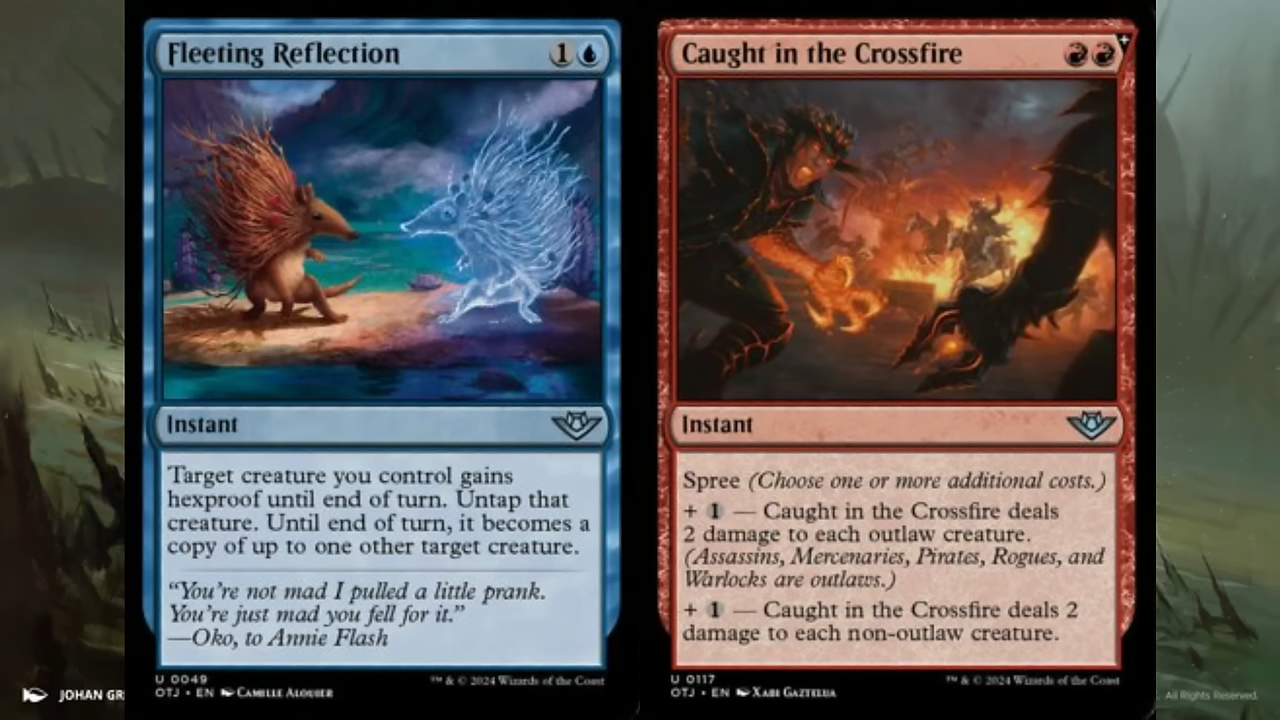 Fleeting Reflection
1
Instant
Target creature you control gains
hexproof until end of turn. Untap that
creature. Until end of turn, it becomes a
copy of up to one other target creature.
“You’re not mad I pulled a little prank.
You’re just mad you fell for it.”
—Oko, to Annie Flash
U 0049
OTJ • EN CAMILLE ALQUIER
™ & © 2024 Wizards of the Coast
Caught in the Crossfire
Instant
Spree (Choose one or more additional costs.)
+ 1 — Caught in the Crossfire deals
2 damage to each outlaw creature.
(Assassins, Mercenaries, Pirates, Rogues, and
Warlocks are outlaws.)
+ 1 — Caught in the Crossfire deals 2
damage to each non-outlaw creature.
U 0117
OTJ • EN XABI GAZTELUA
™ & © 2024 Wizards of the Coast
JOHAN GR
All Rights Reserved.